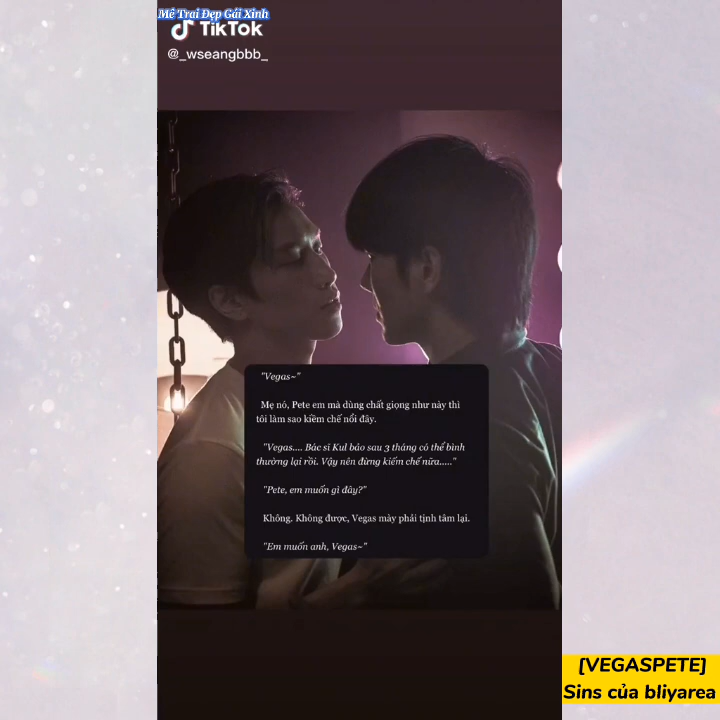 Mê Trai Đẹp Gái Xinh
TikTok
@_wseangbbb_
"Vegas~"
Mẹ nó, Pete em mà dùng chất giọng như này thì
tôi làm sao kiềm chế nổi đây.
"Vegas.... Bác sĩ Kul bảo sau 3 tháng có thể bình
thường lại rồi. Vậy nên đừng kiếm chế nữa....."
"Pete, em muốn gì đây?"
Không. Không được, Vegas mày phải tịnh tâm lại.
"Em muốn anh, Vegas~"
[VEGASPETE]
Sins của bliyarea